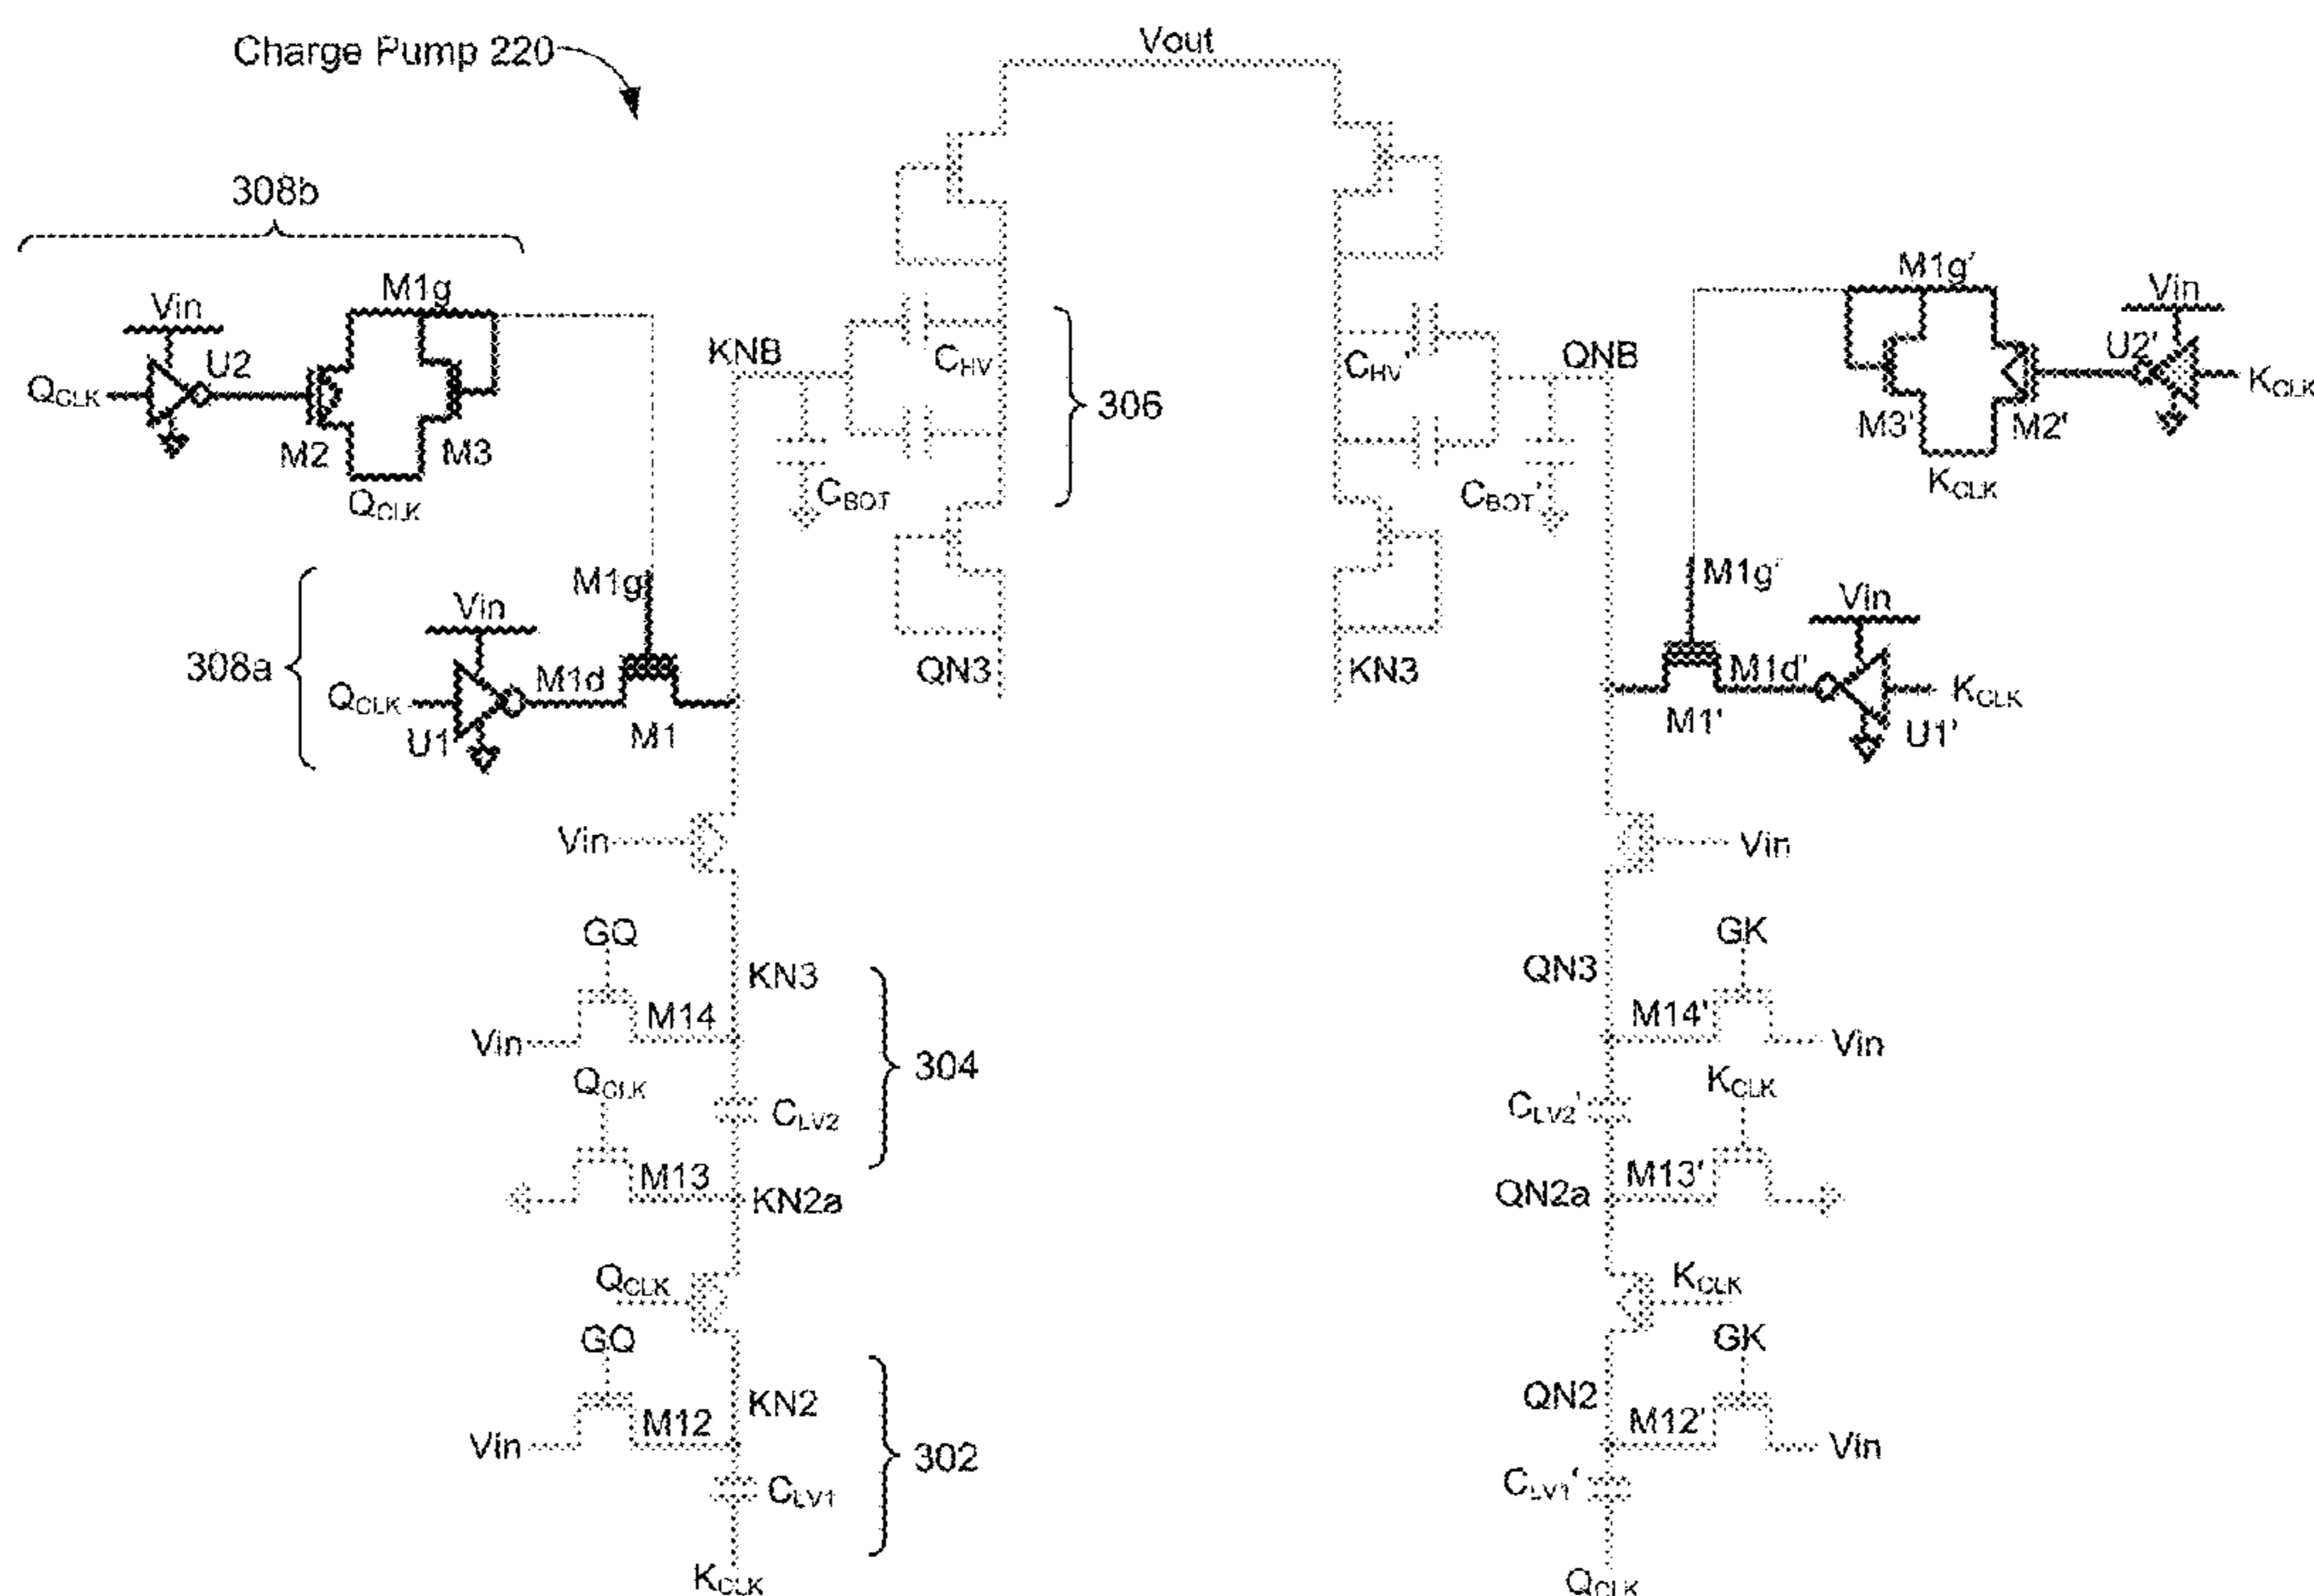 Charge Pump 220
Vout
308b
Vin
M1g
U2
QCLK
M2
M3
QCLK
KNB
CHV
CBOT
306
CHV'
QNB
CBOT'
M1g'
Vin
U2'
KCLK
M3'
M2'
KCLK
308a
Vin
M1g
QCLK
M1d
U1
M1
QN3
KN3
M1g'
Vin
M1d'
KCLK
M1'
U1'
Vin
Vin
GQ
KN3
M14
Vin
304
QN3
GK
M14'
Vin
QCLK
CLV2
M13
KN2a
KCLK
CLV2'
M13'
QN2a
QCLK
KCLK
GQ
KN2
M12
Vin
302
CLV1
KCLK
GK
QN2
M12'
Vin
CLV1'
QCLK